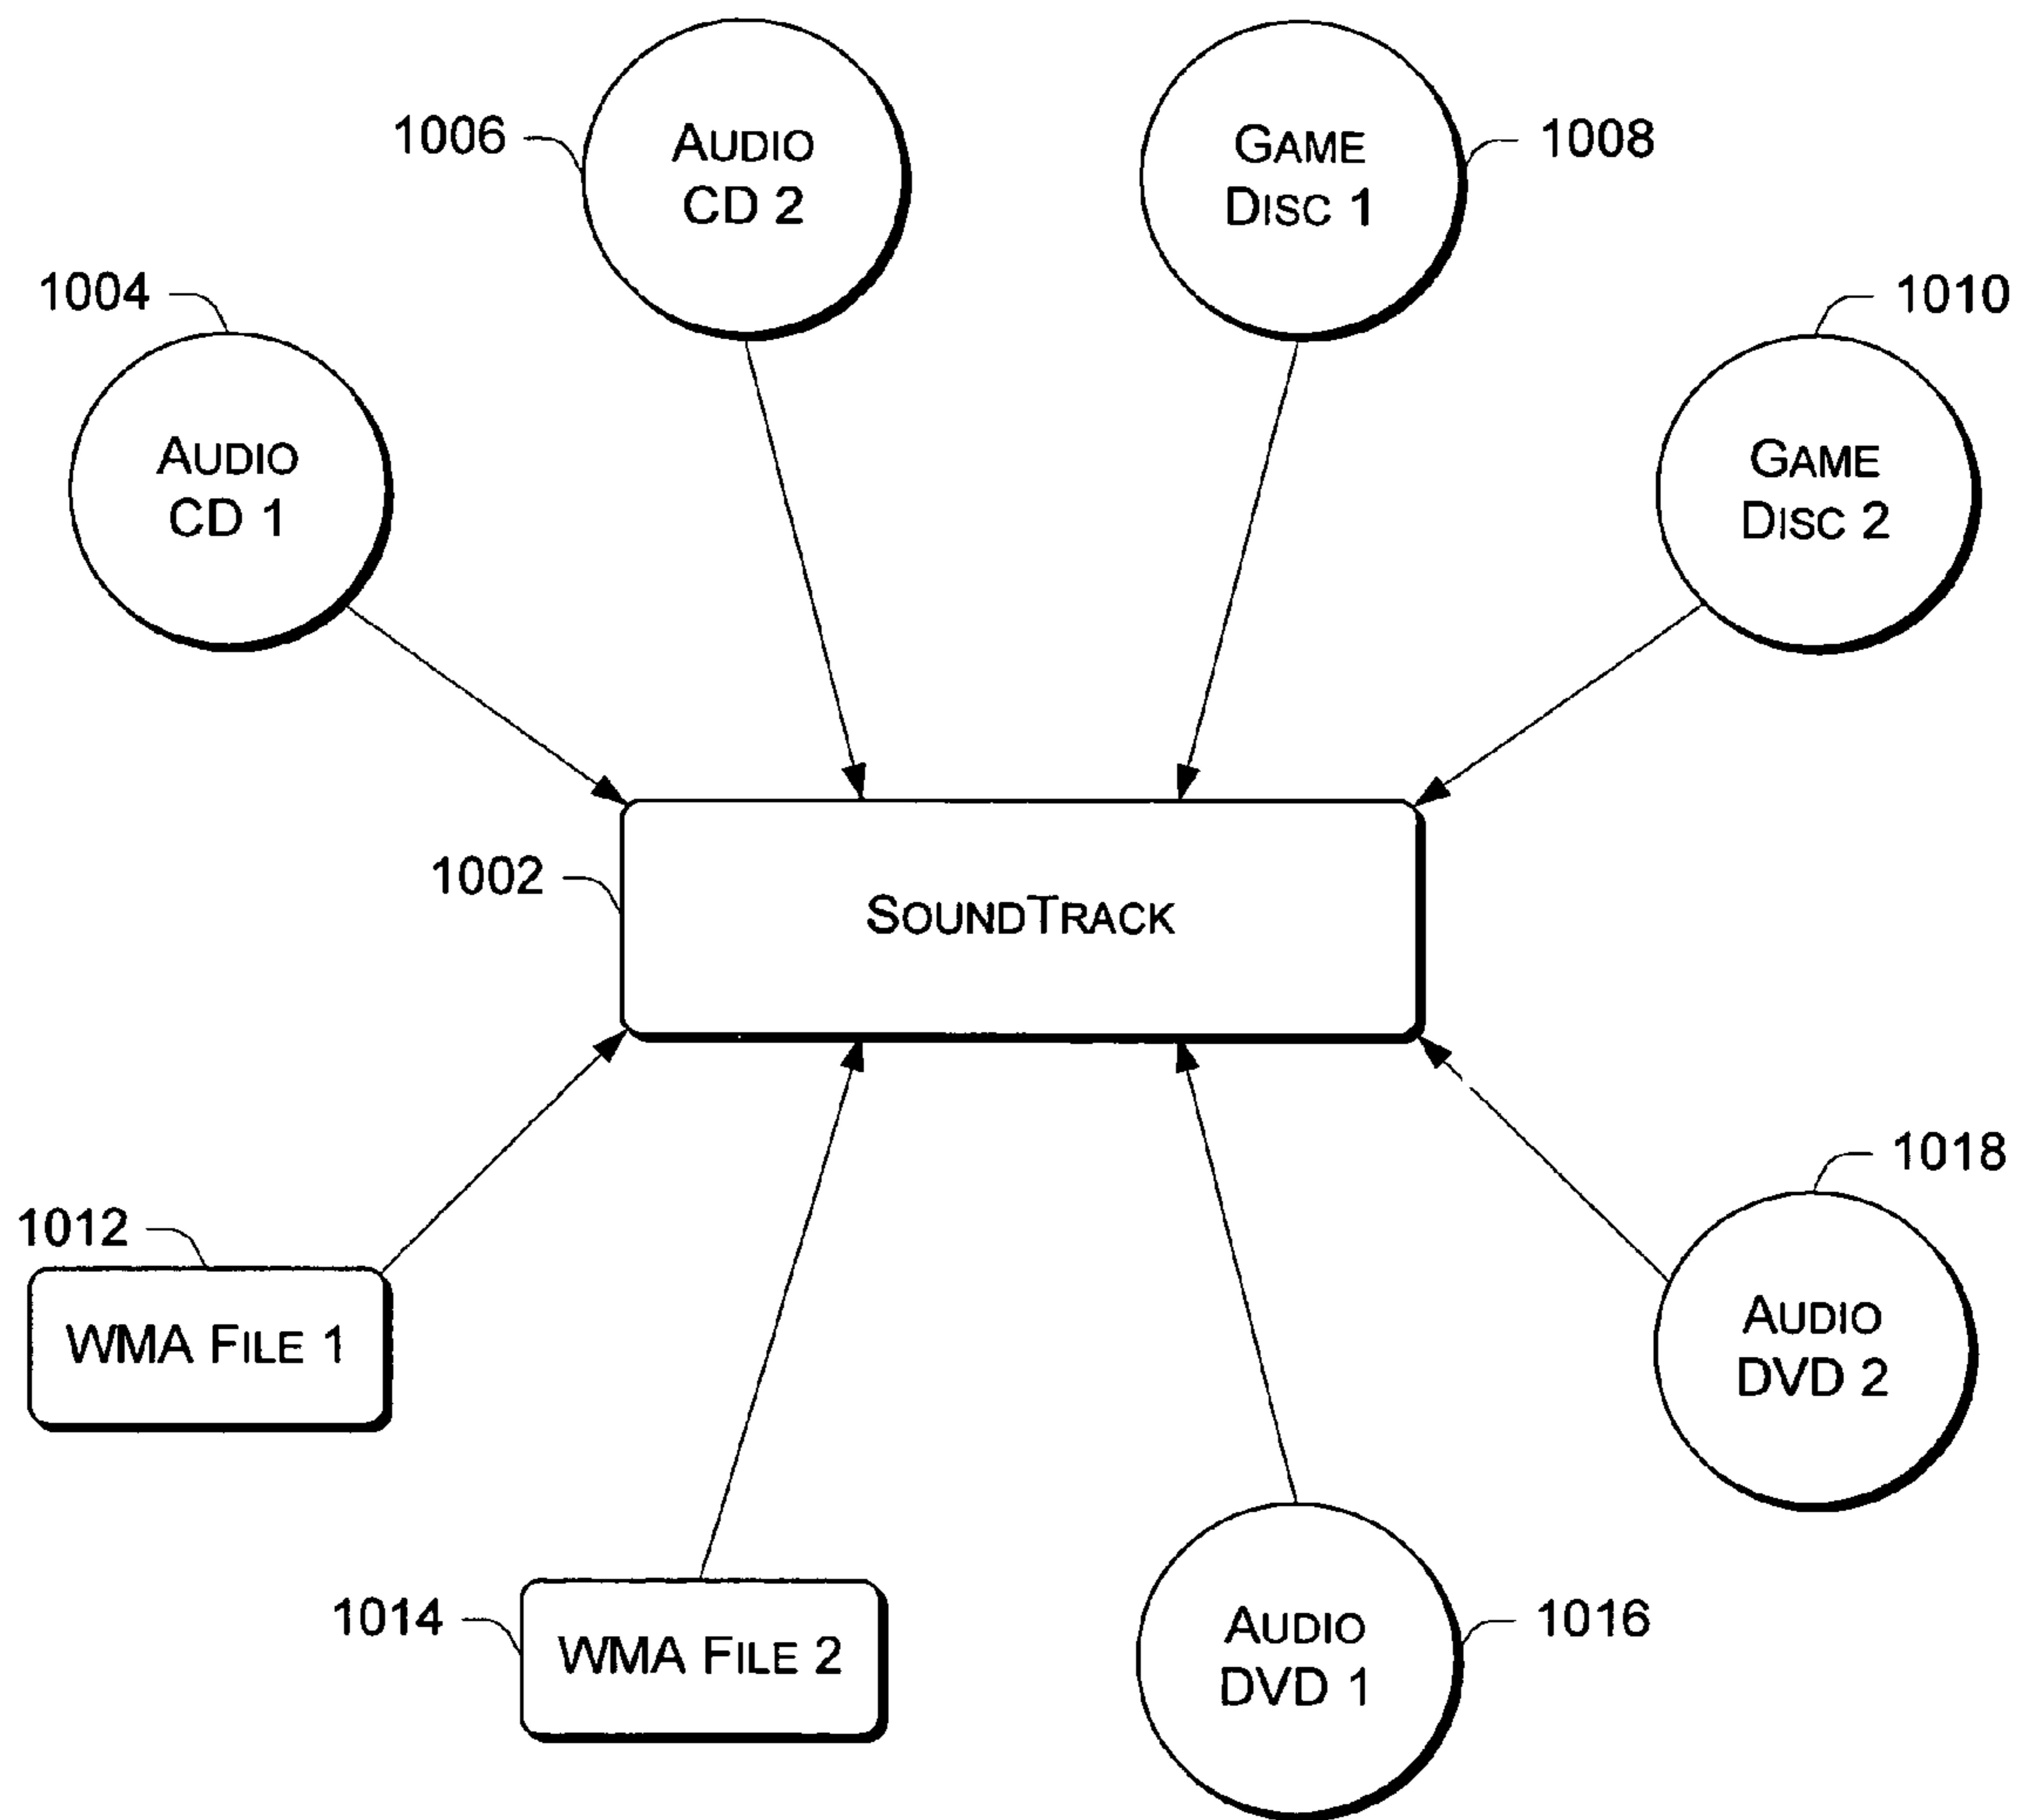 1006
AUDIO
CD 2
GAME
DISC 1
1008
1004
AUDIO
CD 1
1010
GAME
DISC 2
1002
SOUNDTRACK
1012
WMA FILE 1
1018
AUDIO
DVD 2
1014
WMA FILE 2
AUDIO
DVD 1
1016